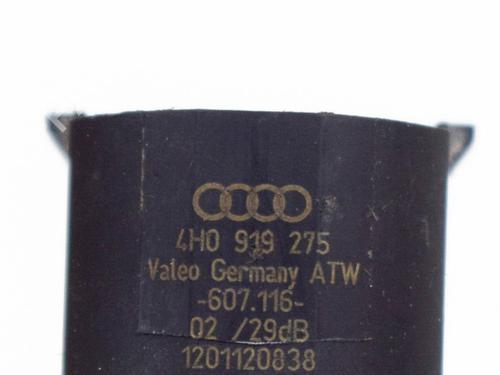 4H0 919 275
Valeo Germany ATW
-607.116-
02 /29dB
1201120838